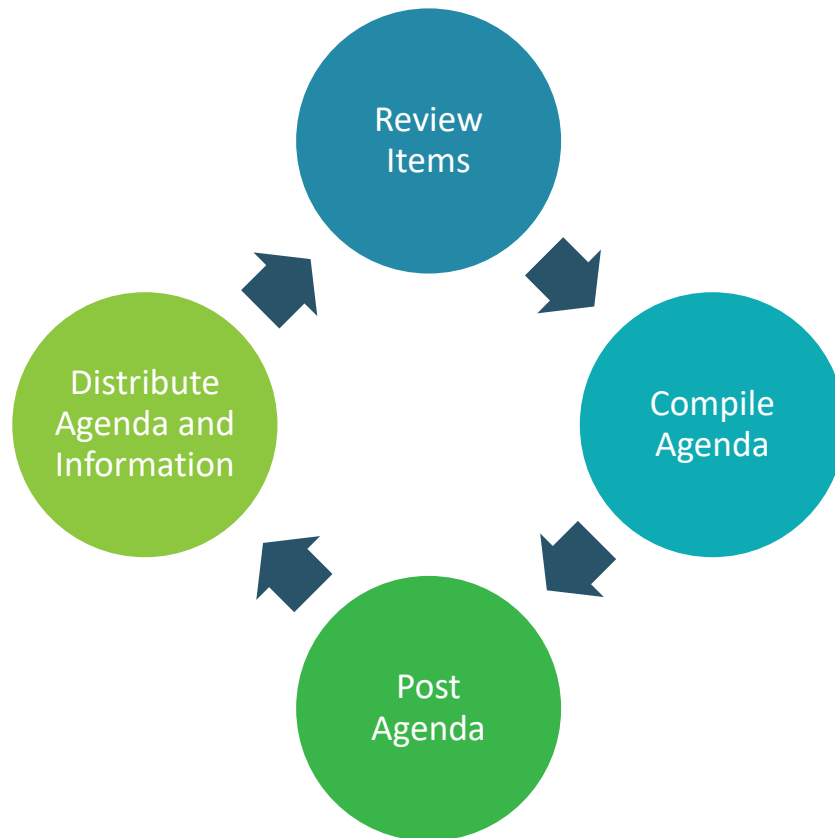 Review
Items
Compile
Agenda
Post
Agenda
Distribute
Agenda and
Information